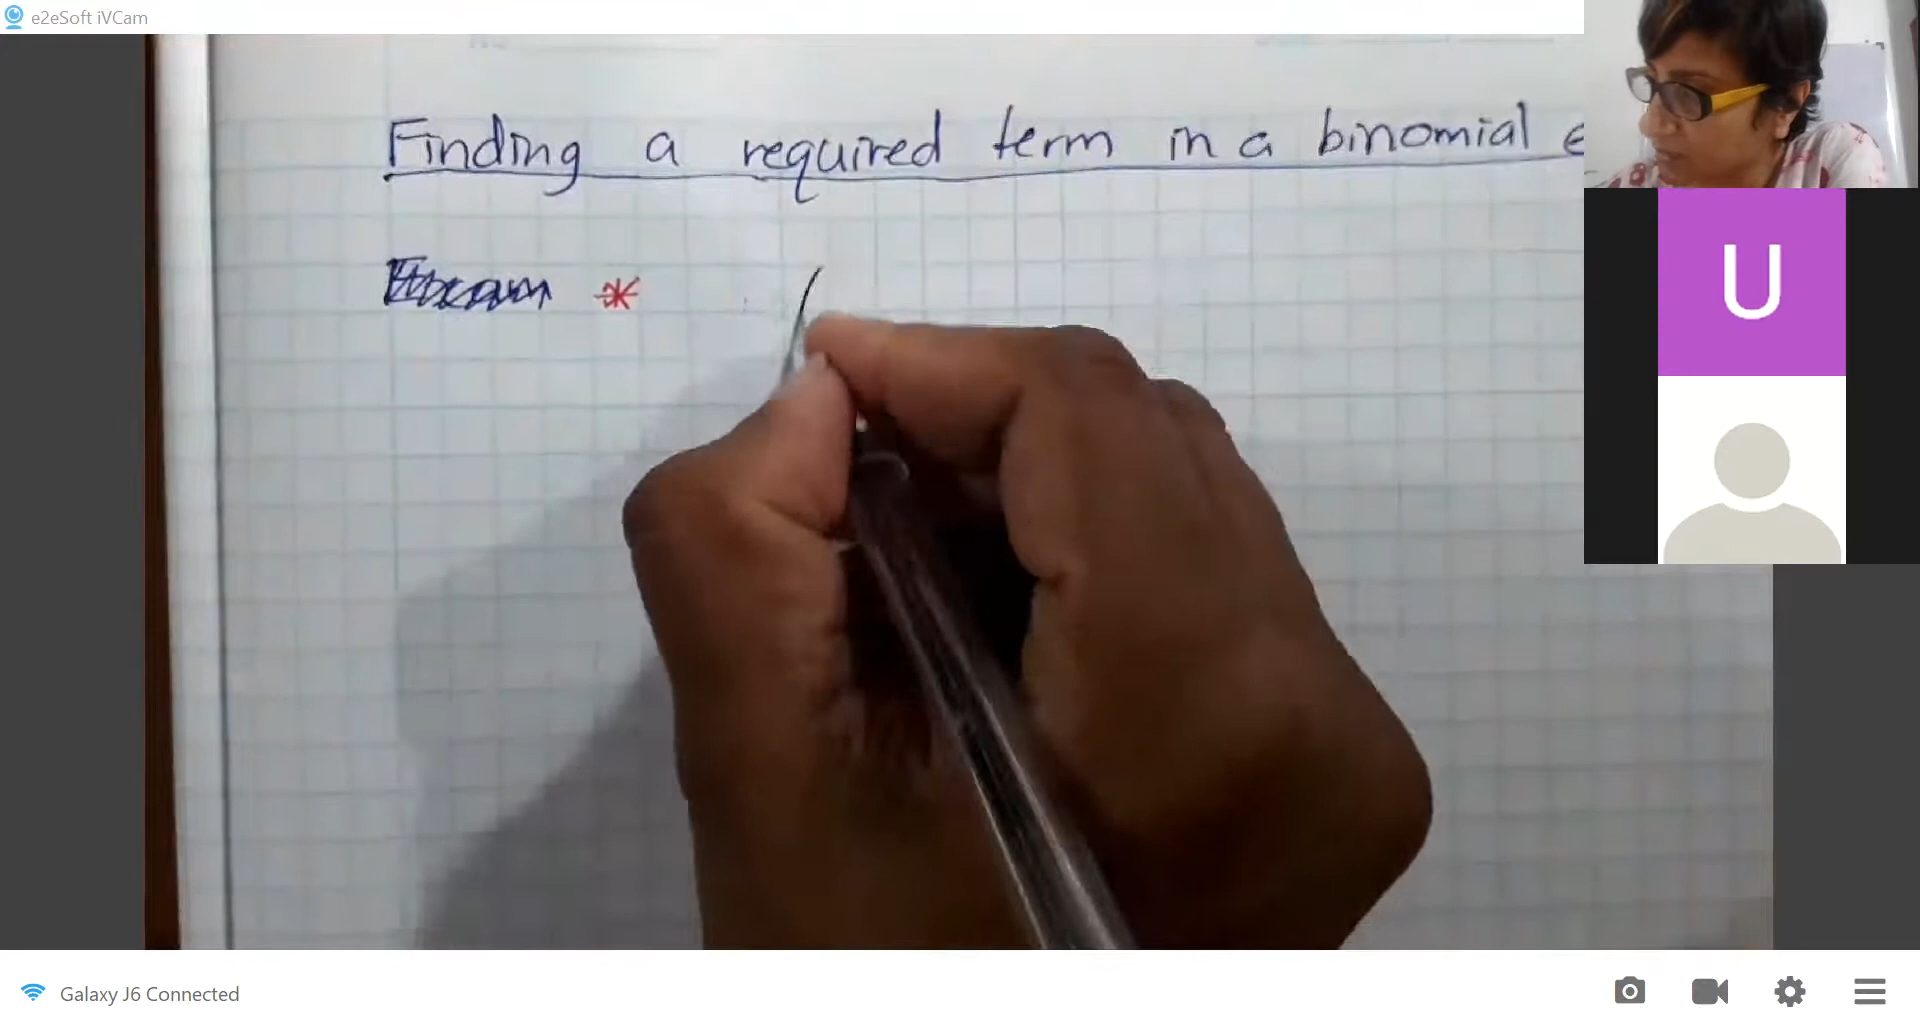 e2eSoft iVCam
Finding a required term in a binomial e
*
(
U
Galaxy J6 Connected